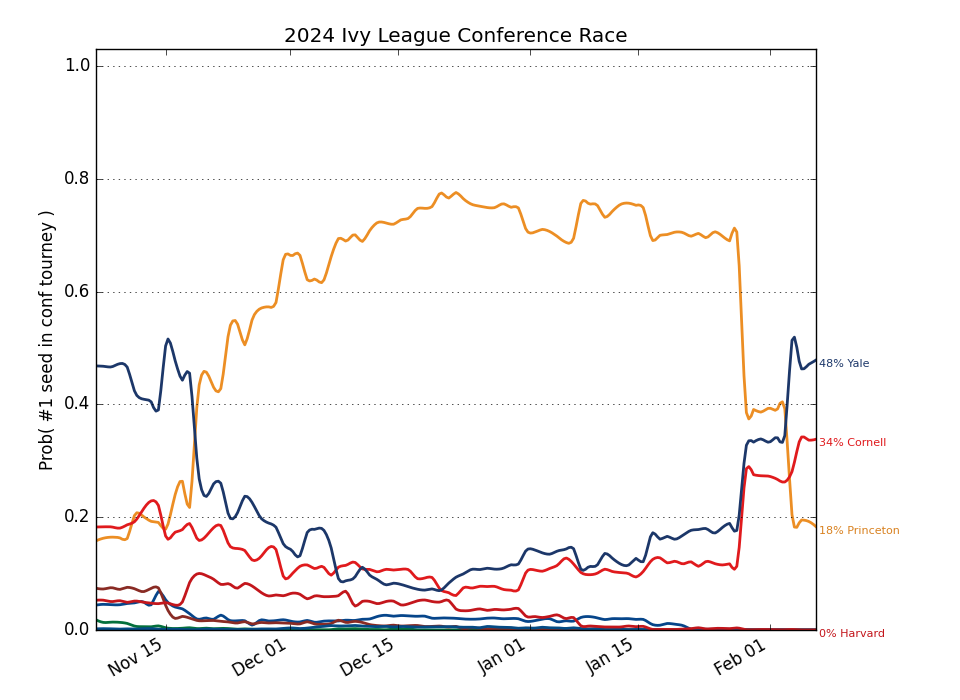 2024 Ivy League Conference Race
Prob( #1 seed in conf tourney )
1.0
0.8
0.6
0.4
0.2
0.0
48% Yale
34% Cornell
18% Princeton
0% Harvard
Nov 15
Dec 01
Dec 15
Jan 01
Jan 15
Feb 01